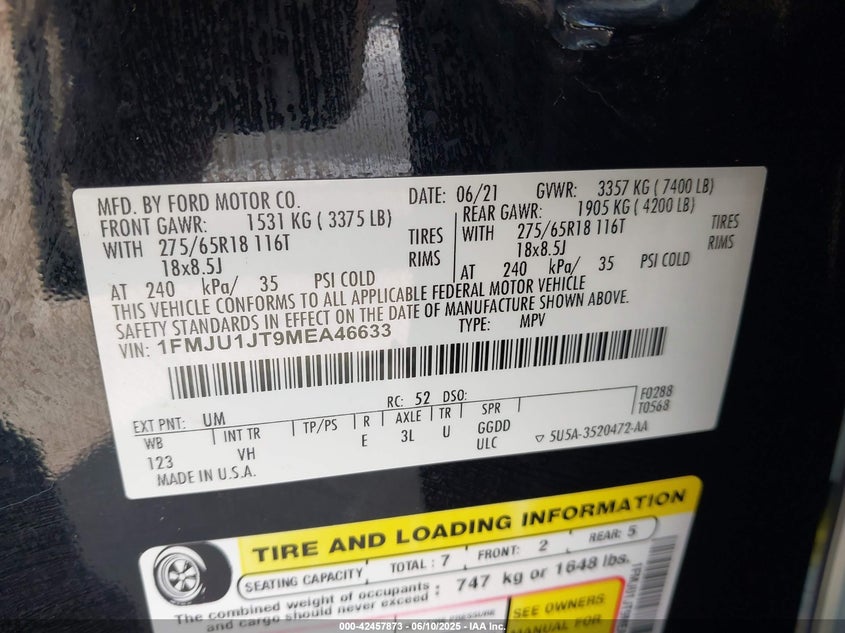 MFD. BY FORD MOTOR CO. DATE: 06/21 GVWR: 3357 KG ( 7400 LB)
FRONT GAWR: 1531 KG ( 3375 LB) REAR GAWR: 1905 KG ( 4200 LB)
WITH 275/65R18 116T TIRES WITH 275/65R18 116T TIRES
18x8.5J RIMS 18x8.5J RIMS
AT 240 kPa/ 35 PSI COLD AT 240 kPa/ 35 PSI COLD
THIS VEHICLE CONFORMS TO ALL APPLICABLE FEDERAL MOTOR VEHICLE
SAFETY STANDARDS IN EFFECT ON THE DATE OF MANUFACTURE SHOWN ABOVE.
VIN: 1FMJU1JT9MEA46633 TYPE: MPV
F0288
T0568
EXT PNT: UM RC: 52 DSO:
WB INT TR TP/PS R AXLE TR SPR
123 VH E 3L U GGDD
ULC
MADE IN U.S.A. 5U5A-3520472-AA
TIRE AND LOADING INFORMATION
SEATING CAPACITY TOTAL : 7 FRONT: 2 REAR: 5
The combined weight of occupants and cargo should never exceed : 747 kg or 1648 lbs.
SEE OWNERS
MANUAL FOR
000-42457873 - 06/10/2025 - IAA Inc.